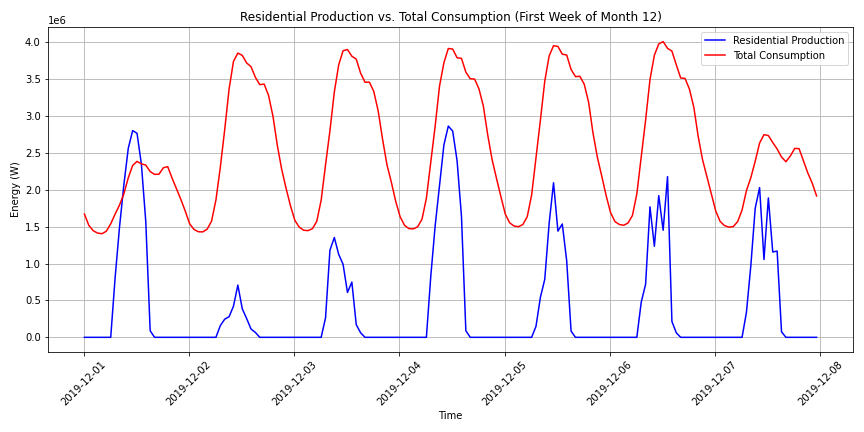 Residential Production vs. Total Consumption (First Week of Month 12)
1e6
Residential Production
Total Consumption
4.0
3.5
3.0
2.5
2.0
1.5
1.0
0.5
0.0
Energy (W)
2019-12-01
2019-12-02
2019-12-03
2019-12-04
2019-12-05
2019-12-06
2019-12-07
2019-12-08
Time